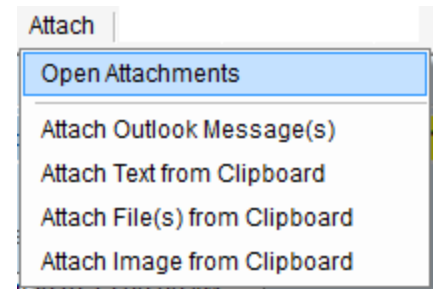 Attach
Open Attachments
Attach Outlook Message(s)
Attach Text from Clipboard
Attach File(s) from Clipboard
Attach Image from Clipboard